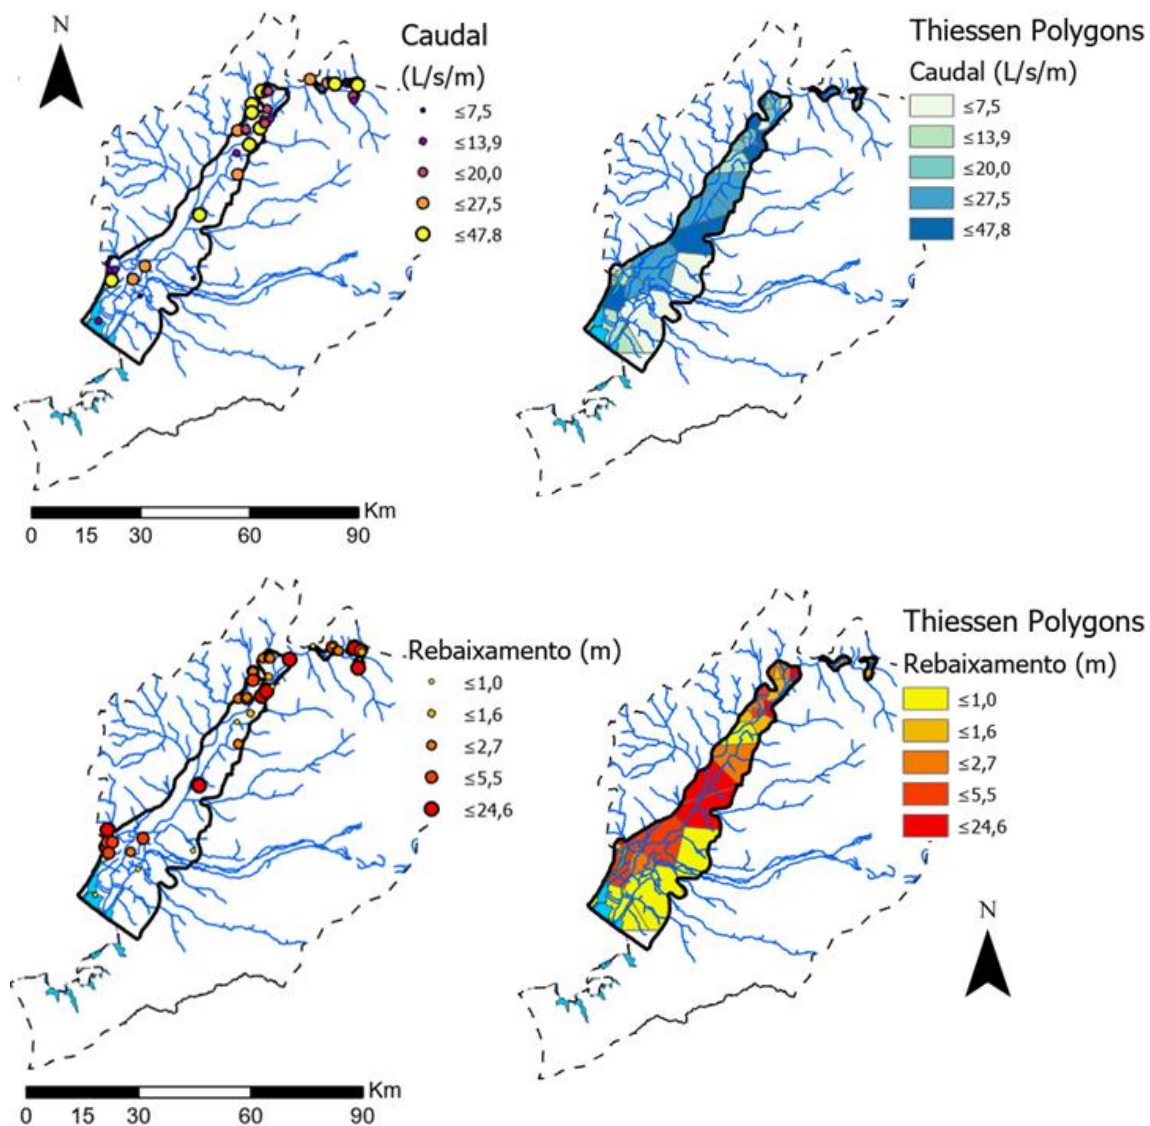 N
Caudal
(L/s/m)
≤7,5
≤13,9
≤20,0
≤27,5
≤47,8
Km
0 15 30 60 90
Thiessen Polygons
Caudal (L/s/m)
≤7,5
≤13,9
≤20,0
≤27,5
≤47,8
Rebaixamento (m)
≤1,0
≤1,6
≤2,7
≤5,5
≤24,6
Km
0 15 30 60 90
Thiessen Polygons
Rebaixamento (m)
≤1,0
≤1,6
≤2,7
≤5,5
≤24,6
N